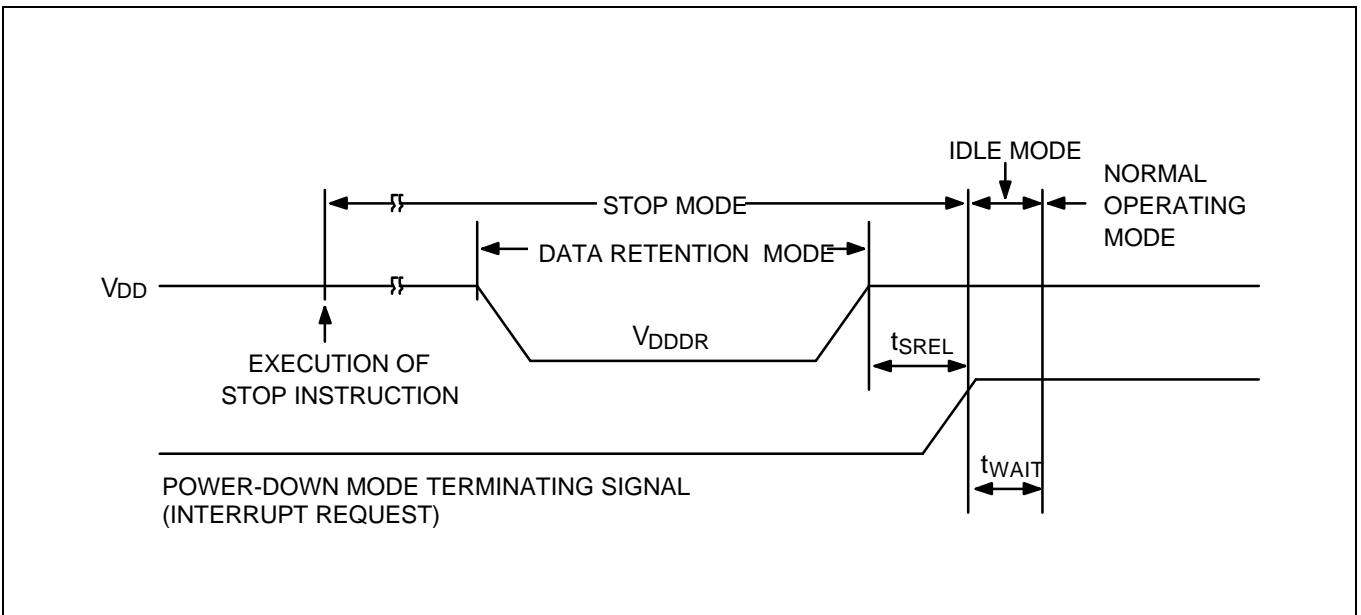 IDLE MODE
NORMAL
OPERATING
MODE
STOP MODE
DATA RETENTION MODE
VDD
VDDDR
tSREL
EXECUTION OF
STOP INSTRUCTION
tWAIT
POWER-DOWN MODE TERMINATING SIGNAL
(INTERRUPT REQUEST)